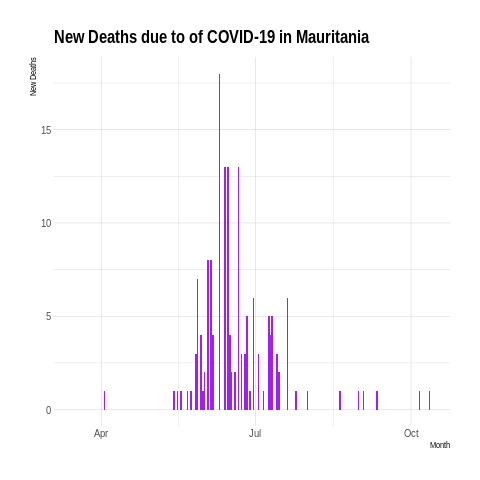 New Deaths due to of COVID-19 in Mauritania
New Deaths
15
10
5
0
Apr
Jul
Oct
Month